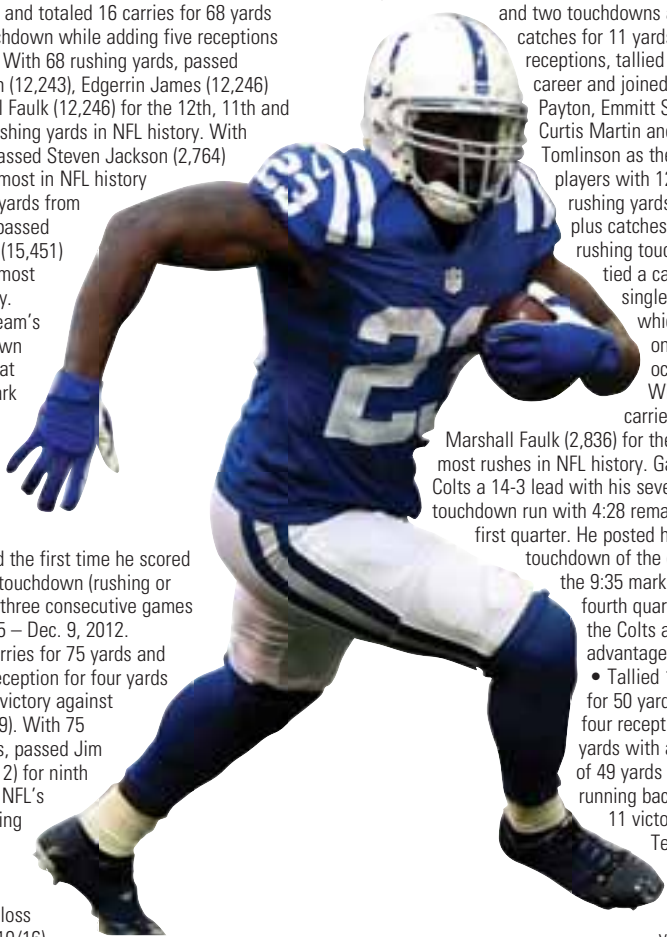 and totaled 16 carries for 68 yards
chdown while adding five receptions
With 68 rushing yards, passed
(12,243), Edgerrin James (12,246)
Faulk (12,246) for the 12th, 11th and
shing yards in NFL history. With
assed Steven Jackson (2,764)
most in NFL history
yards from
passed
(15,451)
most
y.
eam's
wn
at
rk
d the first time he scored
touchdown (rushing or
three consecutive games
5 – Dec. 9, 2012.
rries for 75 yards and
eception for four yards
victory against
9). With 75
s, passed Jim
2) for ninth
NFL's
ing
loss
10/16)
and two touchdowns
catches for 11 yards
receptions, tallied
career and joined
Payton, Emmitt S
Curtis Martin and
Tomlinson as the
players with 12
rushing yards
plus catches
rushing touc
tied a ca
single
whic
on
oc
W
carrie
Marshall Faulk (2,836) for the
most rushes in NFL history. Ga
Colts a 14-3 lead with his seve
touchdown run with 4:28 rema
first quarter. He posted h
touchdown of the
the 9:35 mark
fourth quar
the Colts a
advantage
• Tallied 1
for 50 yard
four recept
yards with a
of 49 yards
running bac
11 victo
Te
23